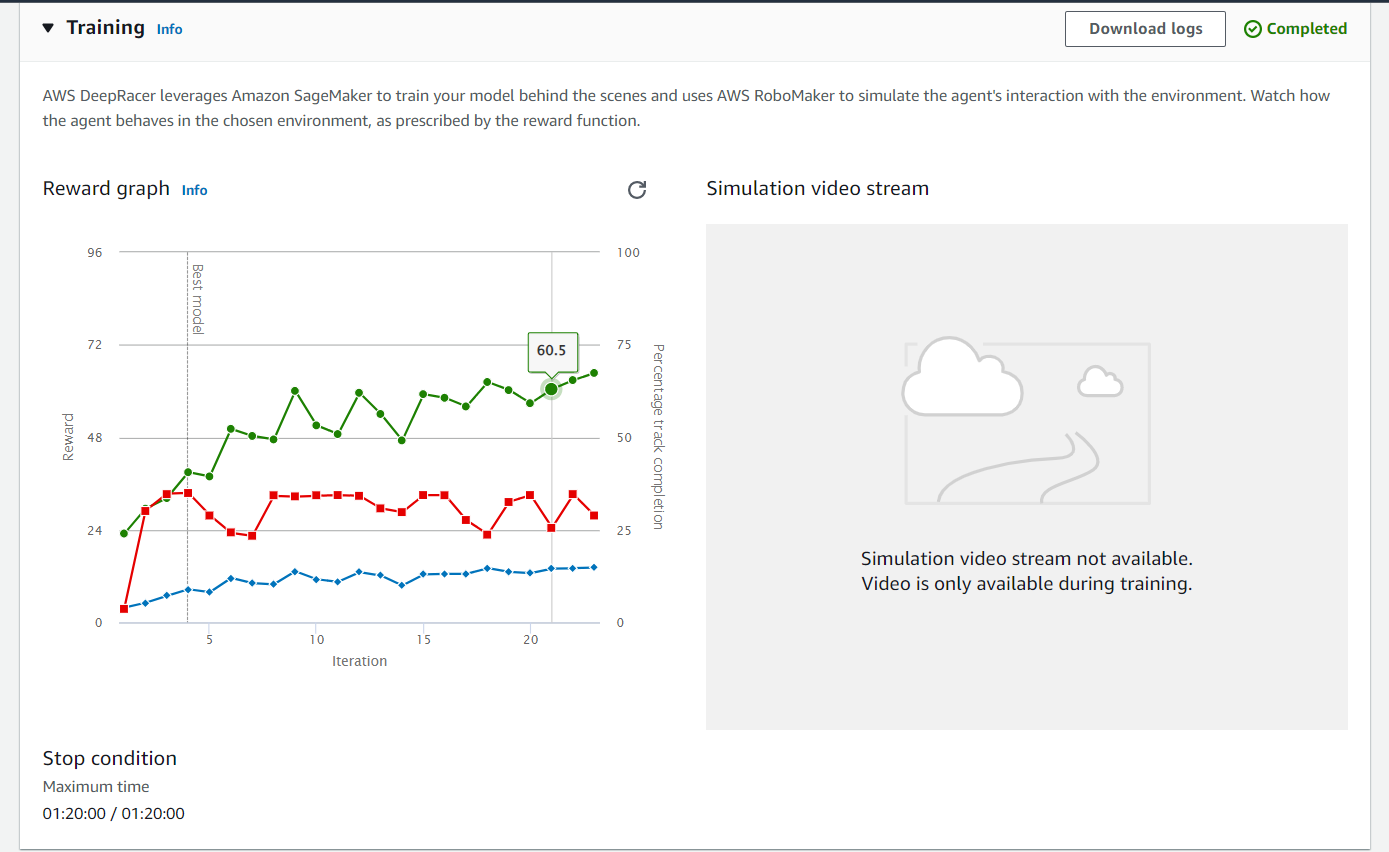 Training Info
Download logs
Completed
AWS DeepRacer leverages Amazon SageMaker to train your model behind the scenes and uses AWS RoboMaker to simulate the agent's interaction with the environment. Watch how
the agent behaves in the chosen environment, as prescribed by the reward function.
Reward graph Info
96
72
48
24
0
Reward
Best model
60.5
100
75
50
25
0
Percentage track completion
5
10
15
20
Iteration
Simulation video stream
Simulation video stream not available.
Video is only available during training.
Stop condition
Maximum time
01:20:00 / 01:20:00